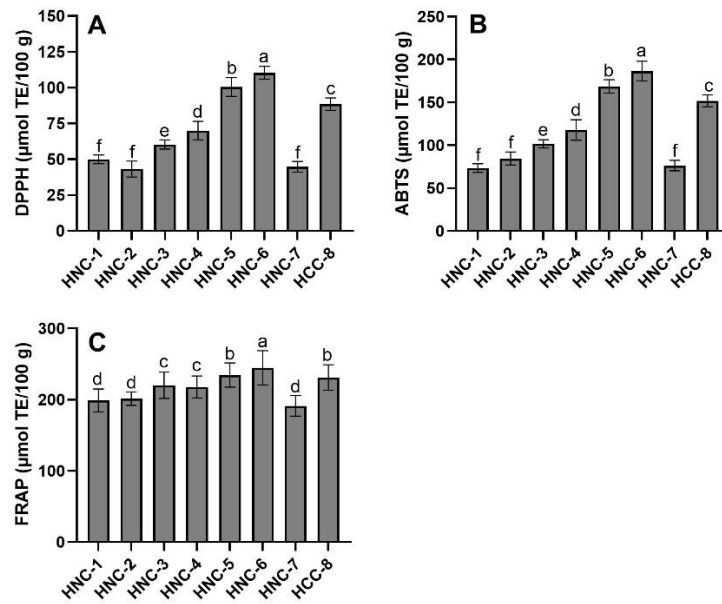 A
DPPH (μmol TE/100 g)
150
125
100
75
50
25
0
f
f
e
d
b
a
f
c
HNC-1
HNC-2
HNC-3
HNC-4
HNC-5
HNC-6
HNC-7
HCC-8
B
ABTS (μmol TE/100 g)
250
200
150
100
50
0
f
f
e
d
b
a
f
c
HNC-1
HNC-2
HNC-3
HNC-4
HNC-5
HNC-6
HNC-7
HCC-8
C
FRAP (μmol TE/100 g)
300
200
100
0
d
d
c
c
b
a
d
b
HNC-1
HNC-2
HNC-3
HNC-4
HNC-5
HNC-6
HNC-7
HCC-8